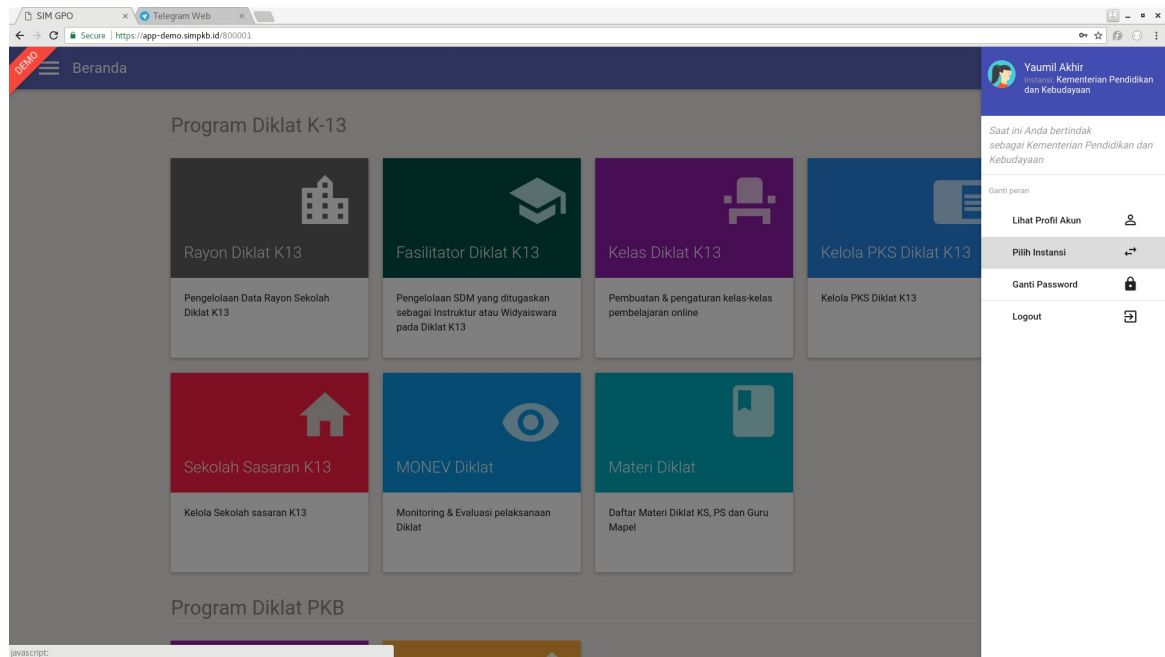 SIM GPO
Telegram Web
Secure | https://app-demo.simpkb.id/800001
DEMO
Beranda
Yaumil Akhir
Instansi: Kementerian Pendidikan
dan Kebudayaan
Saat ini Anda bertindak
sebagai Kementerian Pendidikan dan
Kebudayaan
Ganti peran
Lihat Profil Akun
Pilih Instansi
Ganti Password
Logout
Program Diklat K-13
Rayon Diklat K13
Pengelolaan Data Rayon Sekolah
Diklat K13
Fasilitator Diklat K13
Pengelolaan SDM yang ditugaskan
sebagai Instruktur atau Widyaiswara
pada Diklat K13
Kelas Diklat K13
Pembuatan & pengaturan kelas-kelas
pembelajaran online
Kelola PKS Diklat K13
Kelola PKS Diklat K13
Sekolah Sasaran K13
Kelola Sekolah sasaran K13
MONEV Diklat
Monitoring & Evaluasi pelaksanaan
Diklat
Materi Diklat
Daftar Materi Diklat KS, PS dan Guru
Mapel
Program Diklat PKB
javascript: